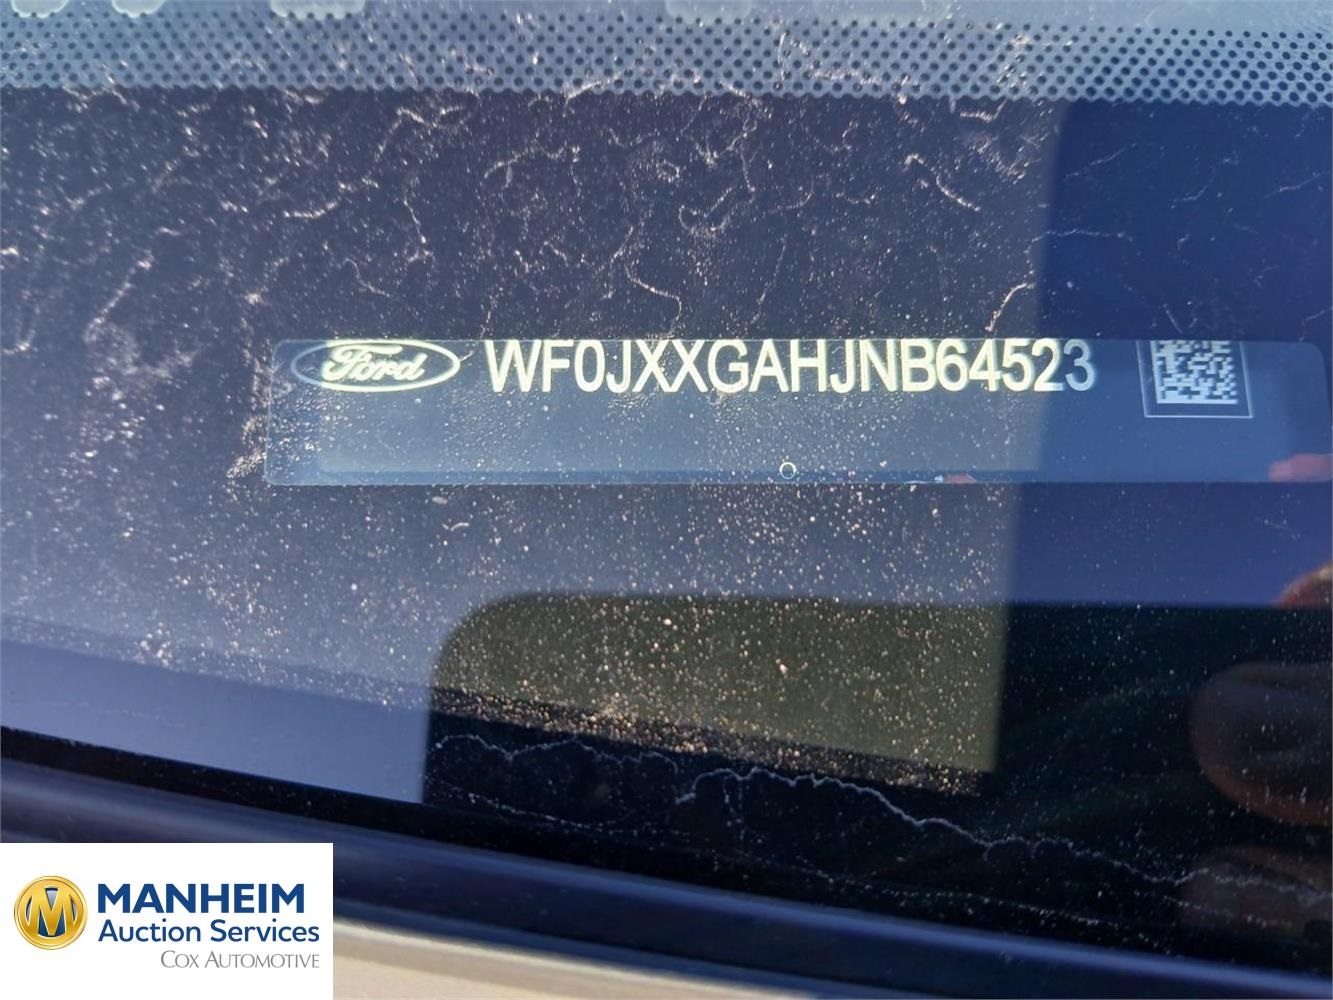 Ford WF0JXXGAHJNB64523
MANHEIM
Auction Services
COX AUTOMOTIVE